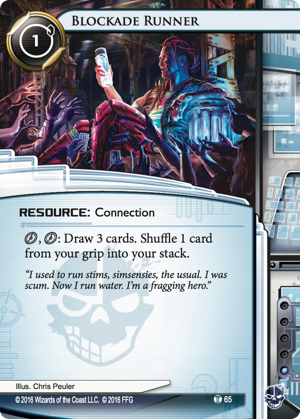 BLOCKADE RUNNER
1
RESOURCE: Connection
, : Draw 3 cards. Shuffle 1 card
from your grip into your stack.
“I used to run stims, simsensies, the usual. I was
scum. Now I run water. I’m a fragging hero.”
Illus. Chris Peuler
© 2016 Wizards of the Coast LLC. © 2016 FFG
65